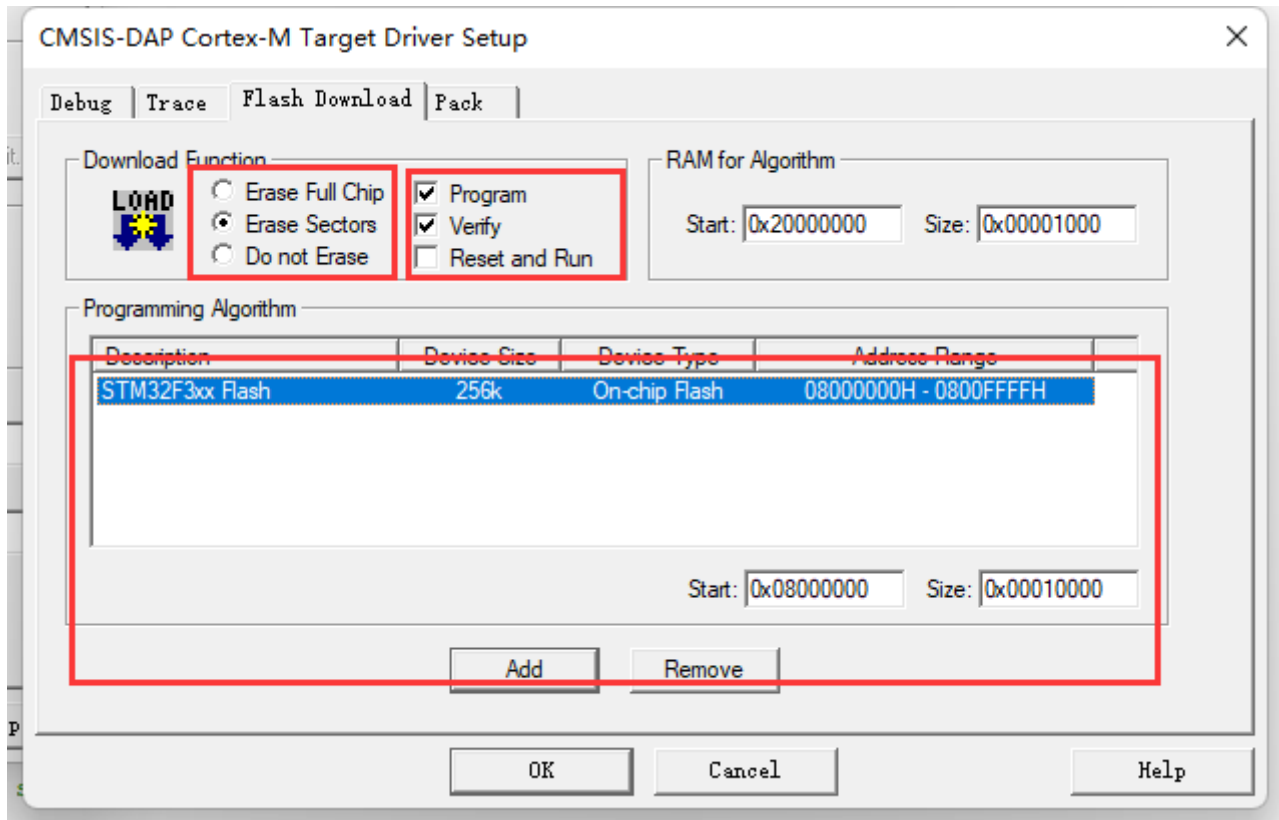 CMSIS-DAP Cortex-M Target Driver Setup
Debug Trace Flash Download Pack
Download Function
LOAD
Erase Full Chip
Erase Sectors
Do not Erase
Program
Verify
Reset and Run
RAM for Algorithm
Start: 0x20000000 Size: 0x00001000
Programming Algorithm
Description Device Size Device Type Address Range
STM32F3xx Flash 256k On-chip Flash 08000000H - 0800FFFFH
Start: 0x08000000 Size: 0x00010000
Add Remove
OK Cancel Help